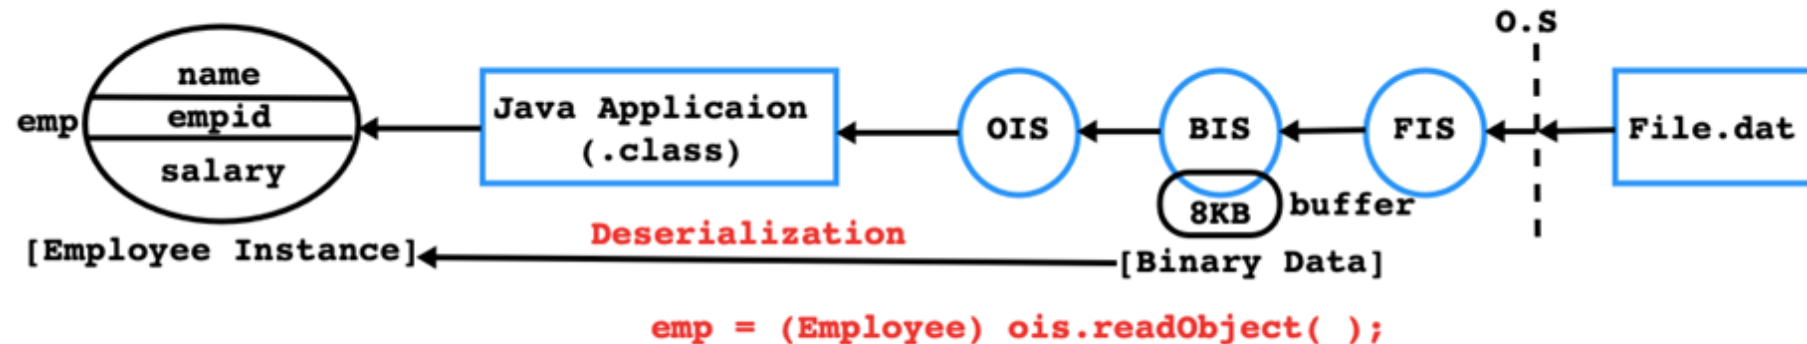 O.S
name
emp
empid
salary
Java Applicaion
(.class)
OIS
BIS
FIS
File.dat
8KB
buffer
Deserialization
[Employee Instance]
[Binary Data]
emp = (Employee) ois.readObject( );